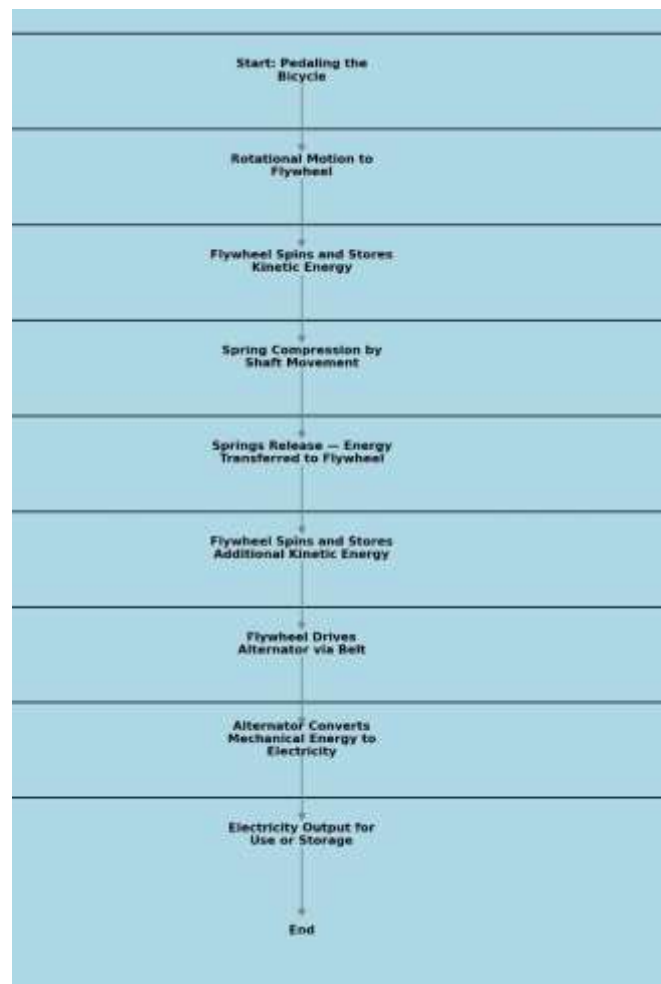 Start: Pedaling the
Bicycle
Rotational Motion to
Flywheel
Flywheel Spins and Stores
Kinetic Energy
Spring Compression by
Shaft Movement
Springs Release — Energy
Transferred to Flywheel
Flywheel Spins and Stores
Additional Kinetic Energy
Flywheel Drives
Alternator via Belt
Alternator Converts
Mechanical Energy to
Electricity
Electricity Output for
Use or Storage
End